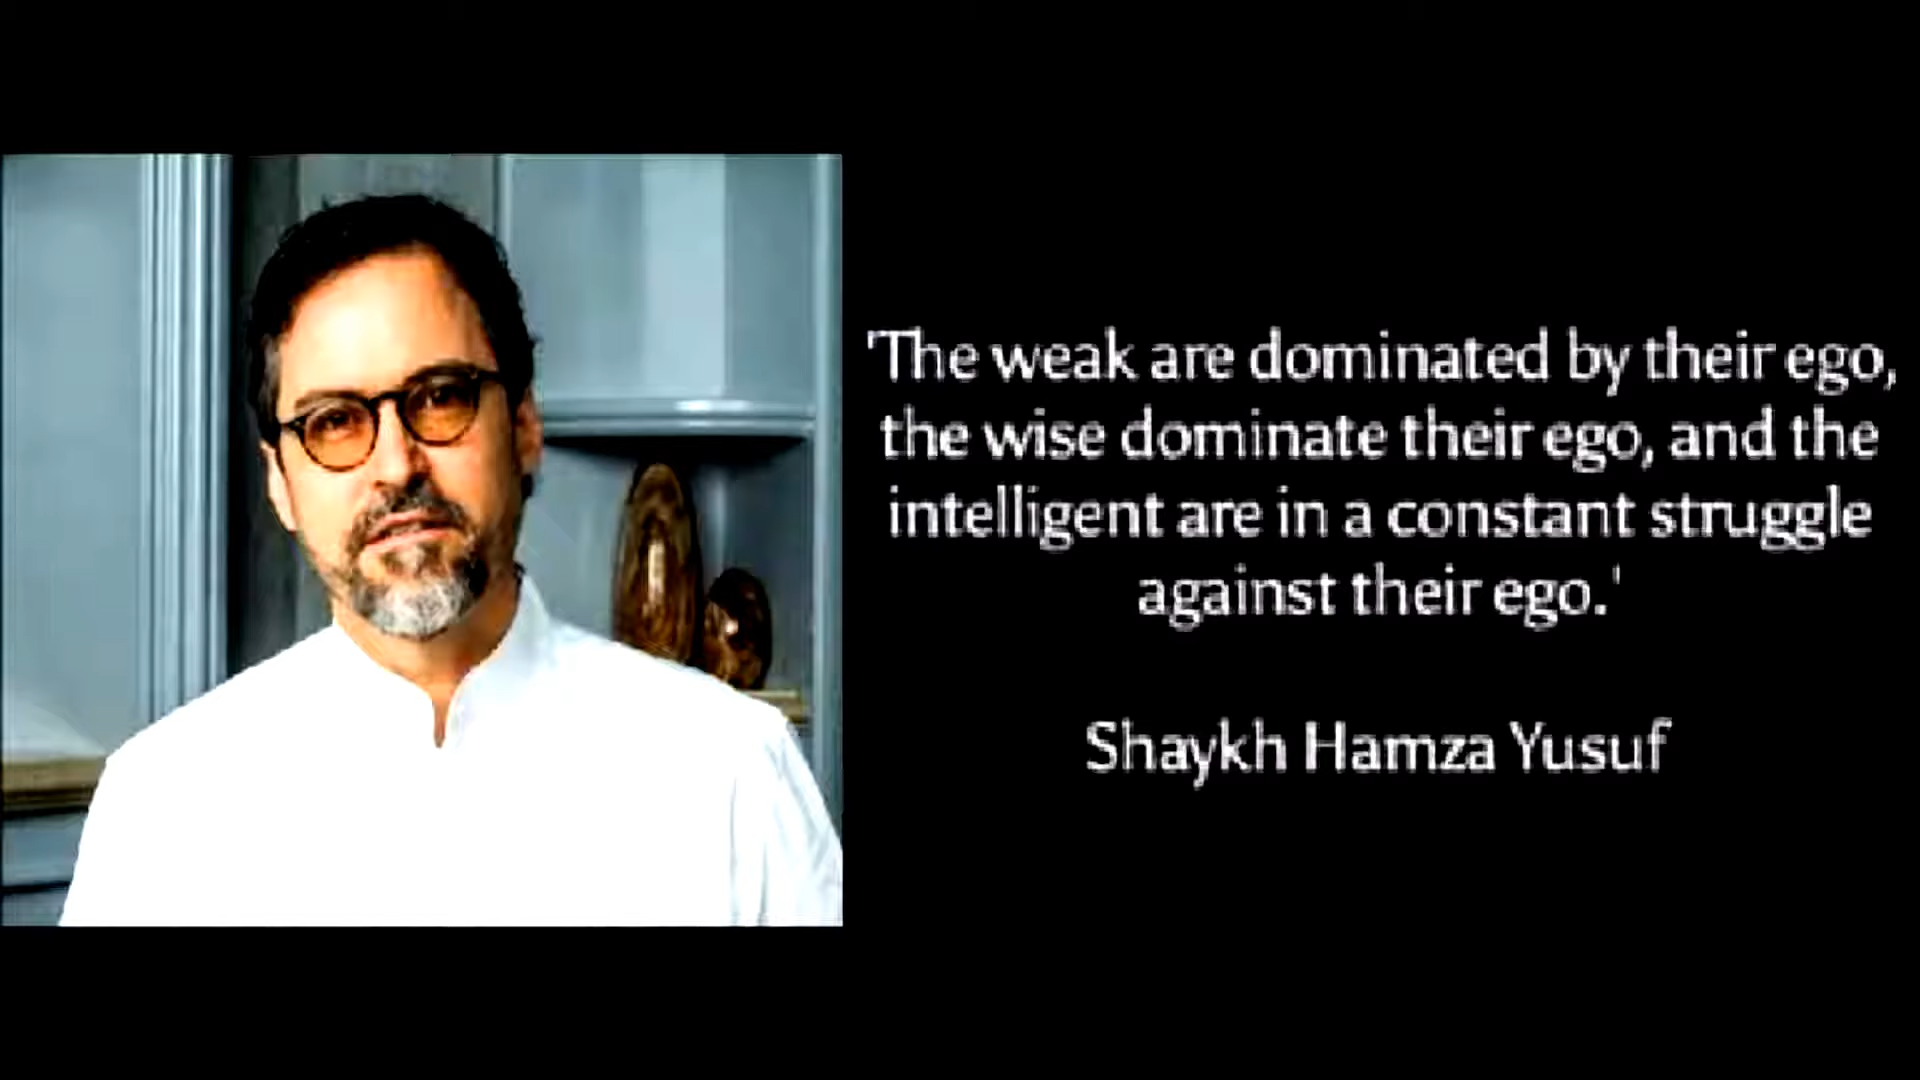 'The weak are dominated by their ego,
the wise dominate their ego, and the
intelligent are in a constant struggle
against their ego.'
Shaykh Hamza Yusuf